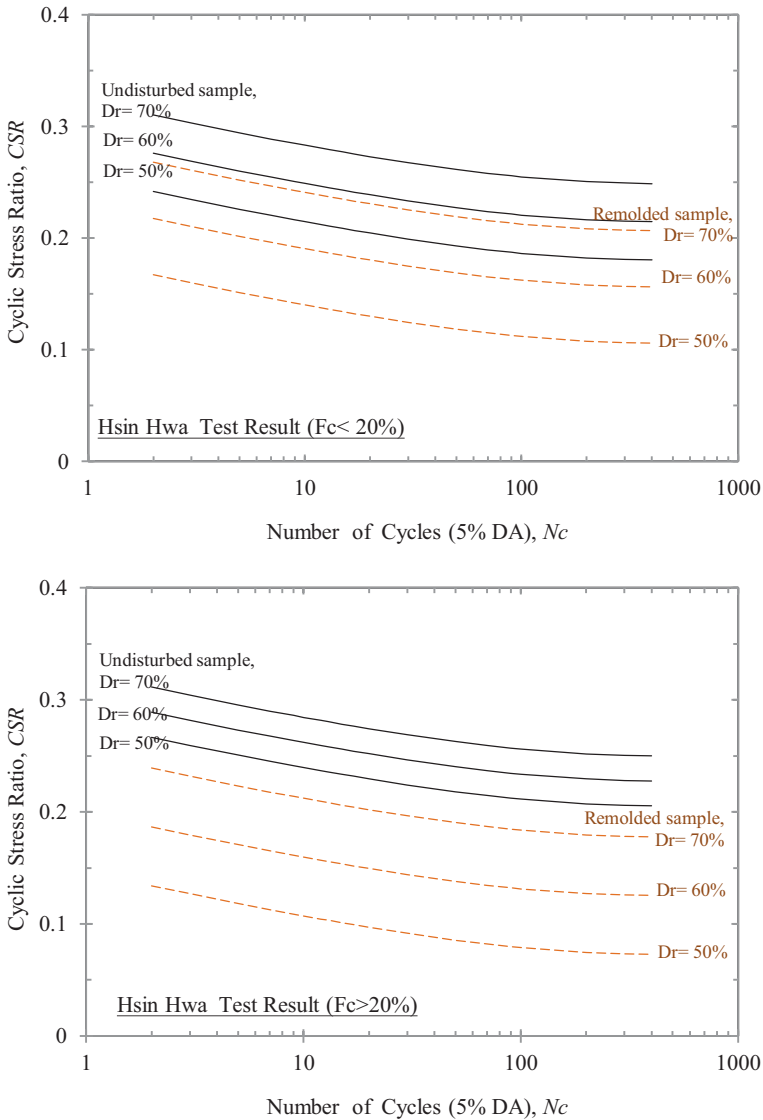 0.4
Undisturbed sample,
Dr= 70%
0.3
Dr= 60%
Dr= 50%
Cyclic Stress Ratio, CSR
0.2
Remolded sample,
Dr= 70%
Dr= 60%
Dr= 50%
0.1
Hsin Hwa Test Result (Fc< 20%)
0
1
10
100
1000
Number of Cycles (5% DA), Nc
0.4
Undisturbed sample,
Dr= 70%
0.3
Dr= 60%
Dr= 50%
Cyclic Stress Ratio, CSR
0.2
Remolded sample,
Dr= 70%
Dr= 60%
0.1
Dr= 50%
Hsin Hwa Test Result (Fc>20%)
0
1
10
100
1000
Number of Cycles (5% DA), Nc